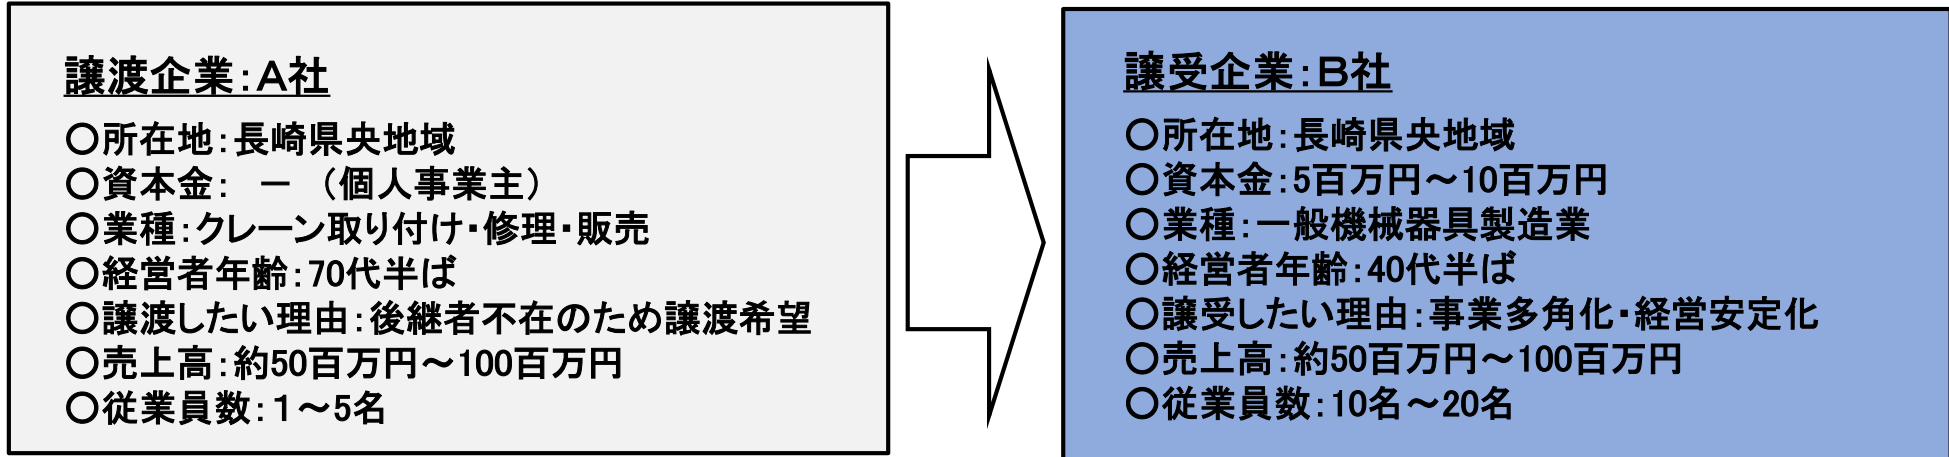 譲渡企業：Ａ社
○所在地：長崎県央地域
○資本金：　－　（個人事業主）
○業種：クレーン取り付け・修理・販売
○経営者年齢：70代半ば
○譲渡したい理由：後継者不在のため譲渡希望
○売上高：約50百万円～100百万円
○従業員数：１～5名
譲受企業：Ｂ社
○所在地：長崎県央地域
○資本金：5百万円～10百万円
○業種：一般機械器具製造業
○経営者年齢：40代半ば
○譲受したい理由：事業多角化・経営安定化
○売上高：約50百万円～100百万円
○従業員数：10名～20名